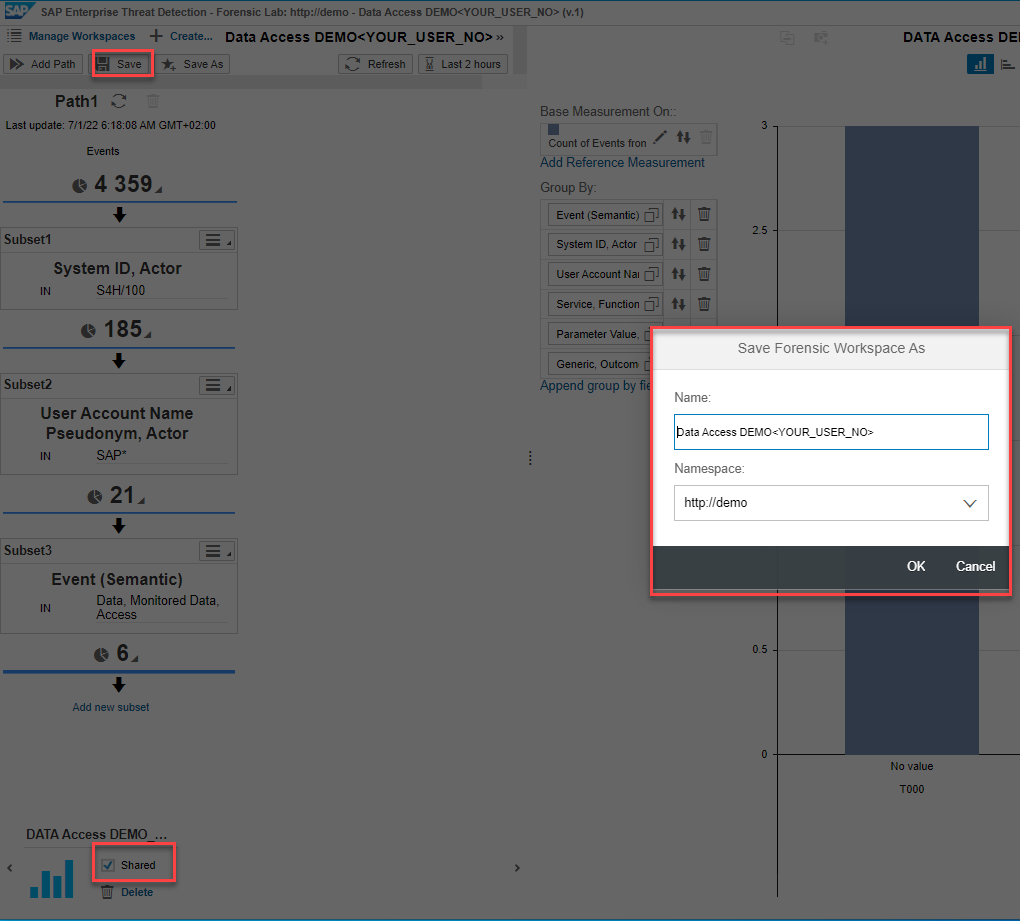 SAP SAP Enterprise Threat Detection - Forensic Lab: http://demo - Data Access DEMO<YOUR_USER_NO> (v.1)
Manage Workspaces Create... Data Access DEMO<YOUR_USER_NO> »
Add Path Save Save As Refresh Last 2 hours
Path1
Last update: 7/1/22 6:18:08 AM GMT+02:00
Events
4 359
Subset1
System ID, Actor
IN S4H/100
185
Subset2
User Account Name
Pseudonym, Actor
IN SAP*
21
Subset3
Event (Semantic)
IN Data, Monitored Data,
Access
6
Add new subset
DATA Access DEMO_...
Shared
Delete
Base Measurement On::
Count of Events fron
Add Reference Measurement
Group By:
Event (Semantic)
System ID, Actor
User Account Nar
Service, Function
Parameter Value,
Generic, Outcom
Append group by fie
DATA Access DE
3
2.5
0.5
0
No value
T000
Save Forensic Workspace As
Name:
Data Access DEMO<YOUR_USER_NO>
Namespace:
http://demo
OK Cancel